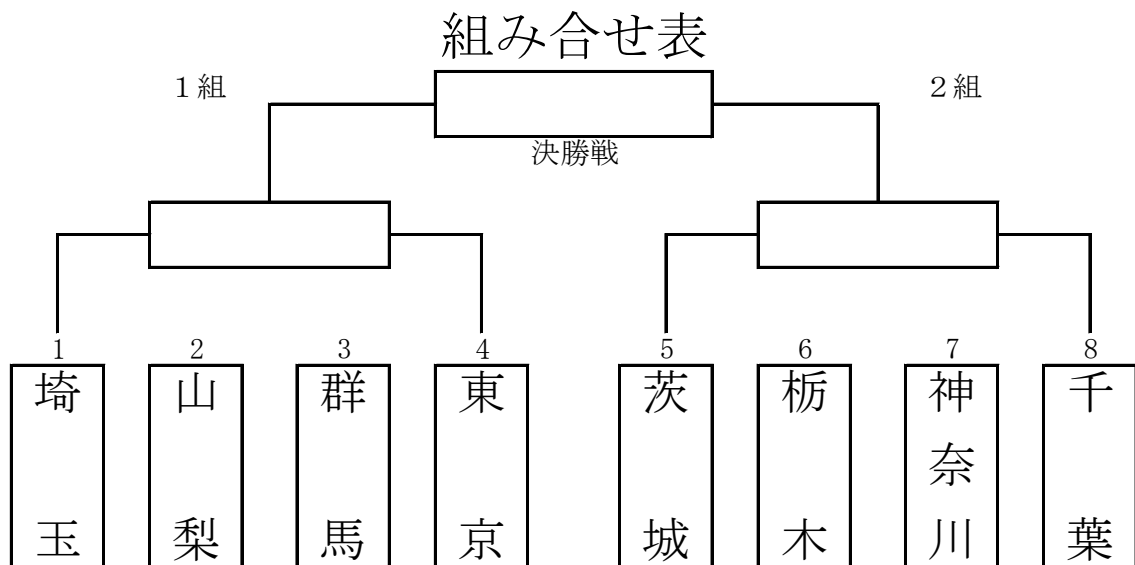 組み合せ表
１組
２組
決勝戦
1 2 3 4 5 6 7 8
埼玉
山梨
群馬
東京
茨城
栃木
神奈川
千葉